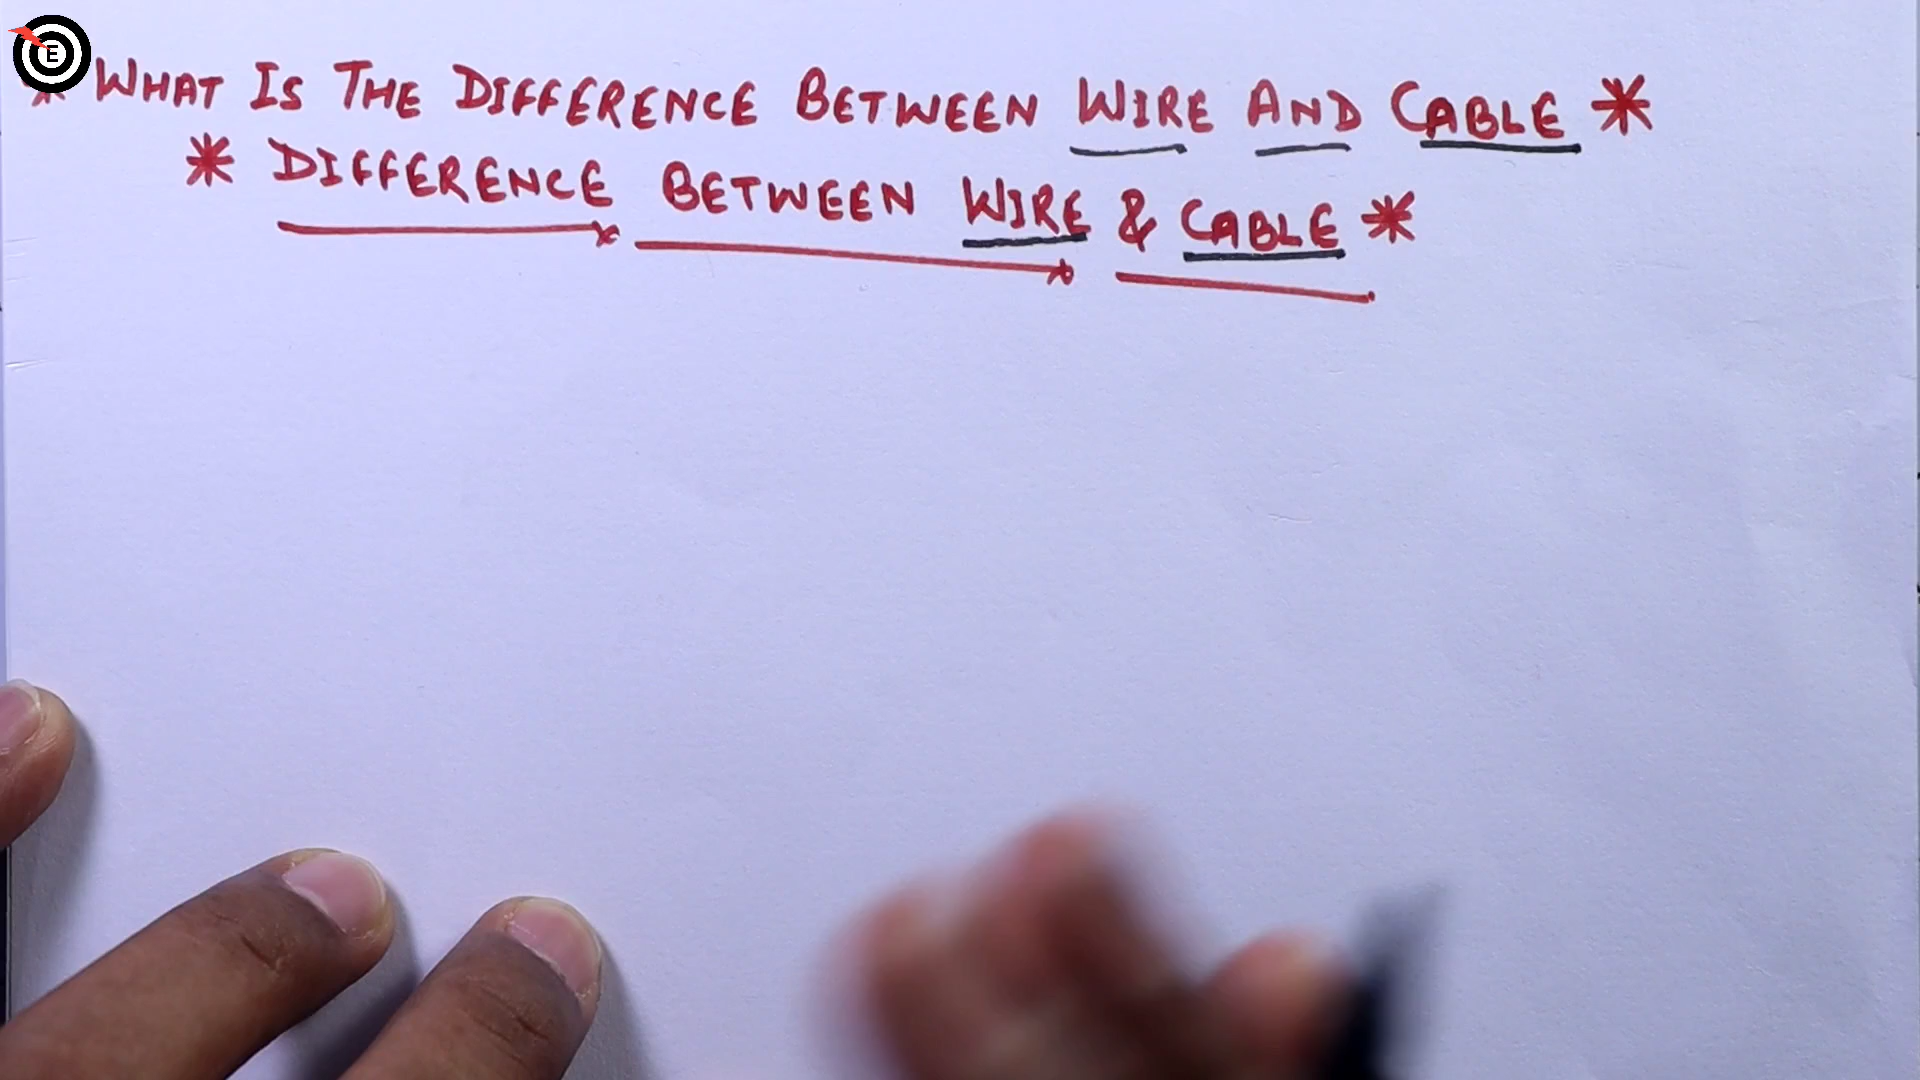 E
* WHAT IS THE DIFFERENCE BETWEEN WIRE AND CABLE *
* DIFFERENCE BETWEEN WIRE & CABLE *